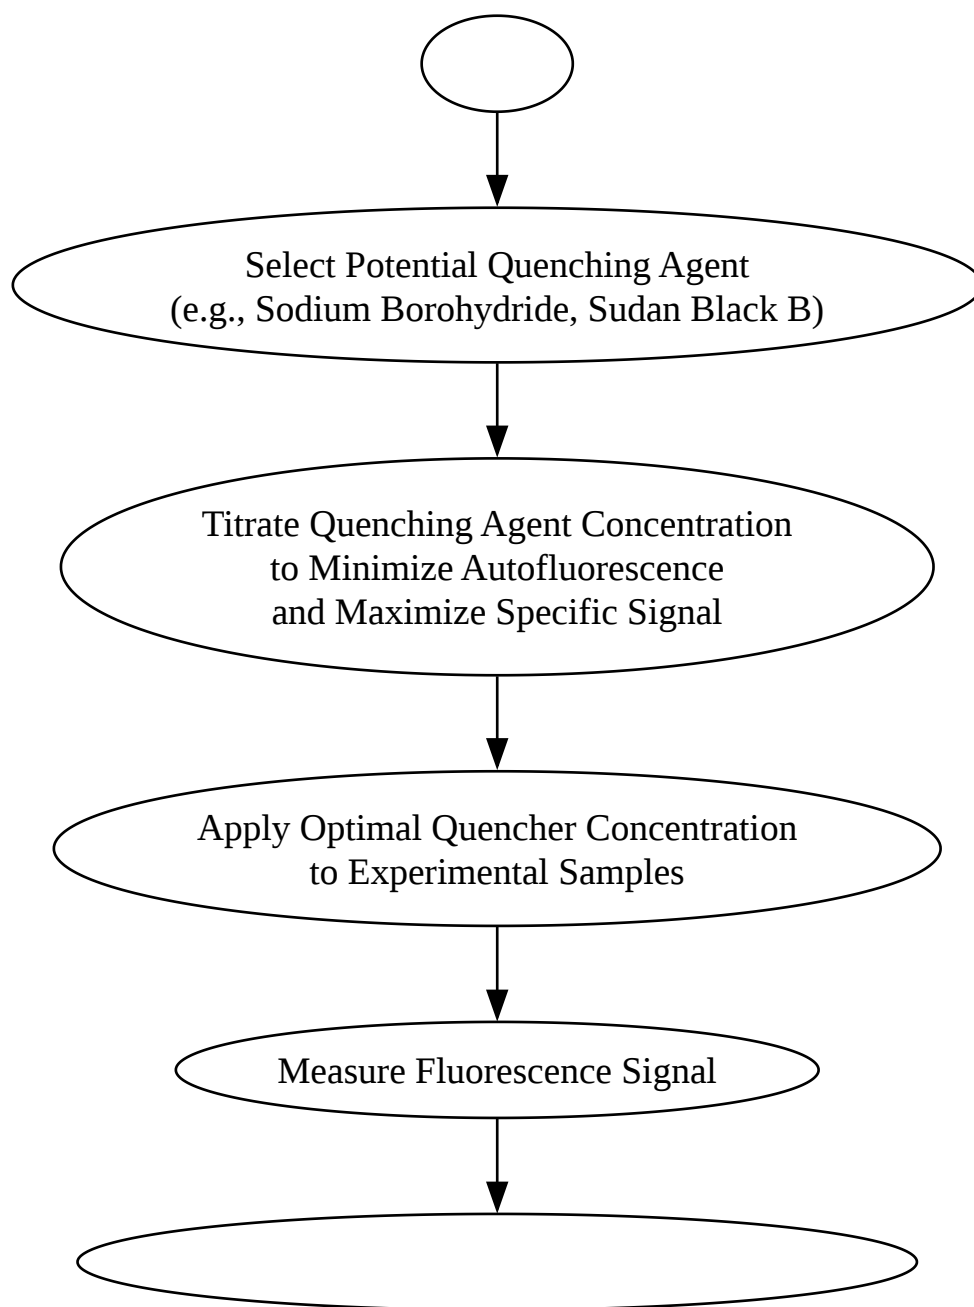 Select Potential Quenching Agent
(e.g., Sodium Borohydride, Sudan Black B)
Titrate Quenching Agent Concentration
to Minimize Autofluorescence
and Maximize Specific Signal
Apply Optimal Quencher Concentration
to Experimental Samples
Measure Fluorescence Signal